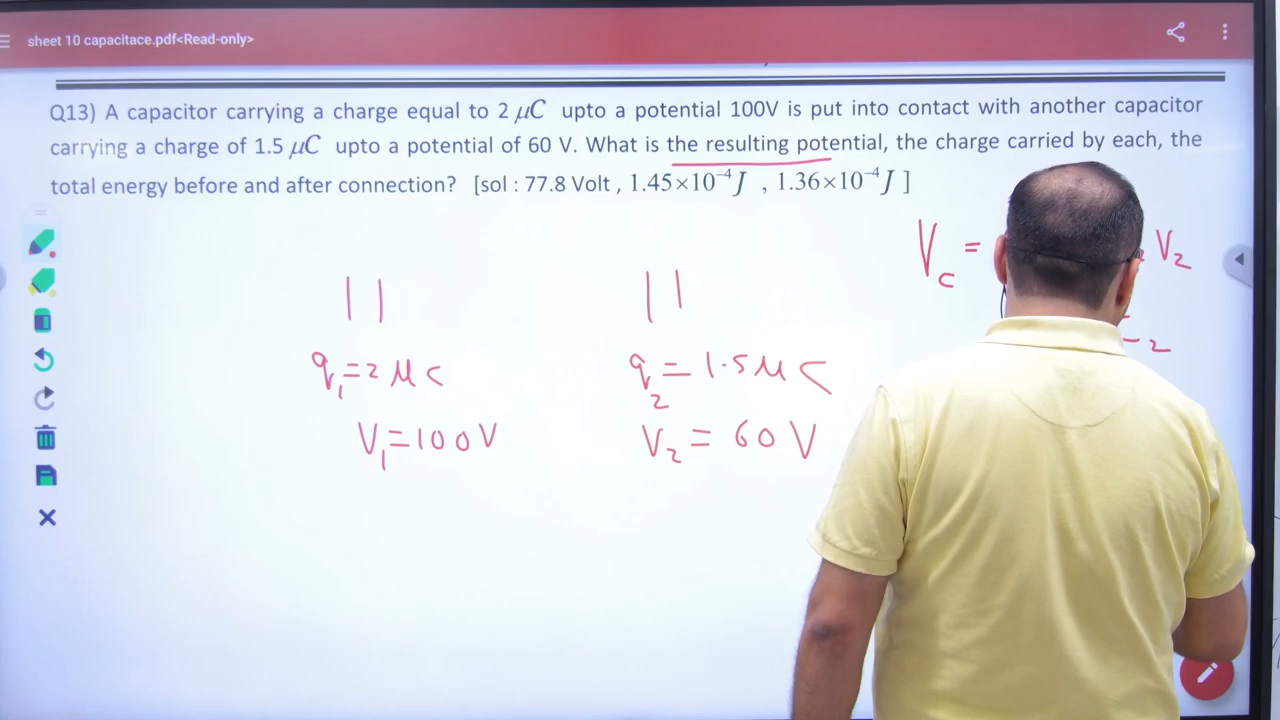 sheet 10 capacitace.pdf<Read-only>
Q13) A capacitor carrying a charge equal to 2 μC upto a potential 100V is put into contact with another capacitor
carrying a charge of 1.5 μC upto a potential of 60 V. What is the resulting potential, the charge carried by each, the
total energy before and after connection? [sol : 77.8 Volt , 1.45×10⁻⁴J , 1.36×10⁻⁴J ]
V_c = V₂
q₁=2 μC
q₂ = 1.5 μC
V₁=100V
V₂ = 60 V